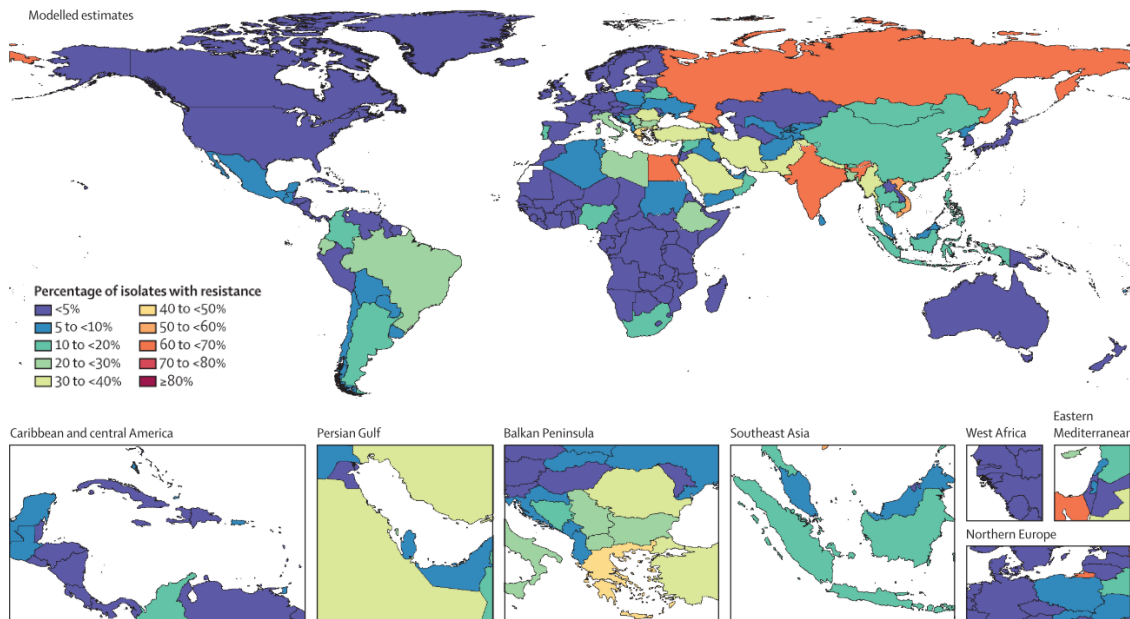 Modelled estimates
Percentage of isolates with resistance
<5%
5 to <10%
10 to <20%
20 to <30%
30 to <40%
40 to <50%
50 to <60%
60 to <70%
70 to <80%
≥80%
Caribbean and central America
Persian Gulf
Balkan Peninsula
Southeast Asia
West Africa
Eastern
Mediterranean
Northern Europe